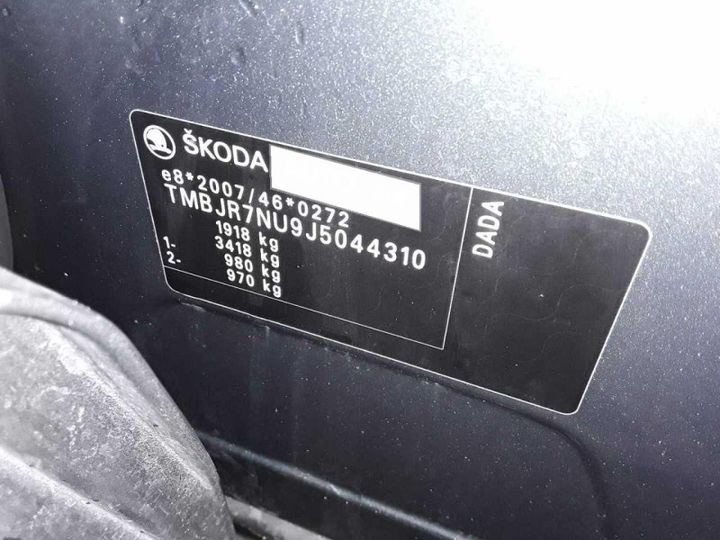 ŠKODA
e8*2007/46*0272
TMBJR7NU9J5044310
1918 kg
3418 kg
1- 980 kg
2- 970 kg
DADA